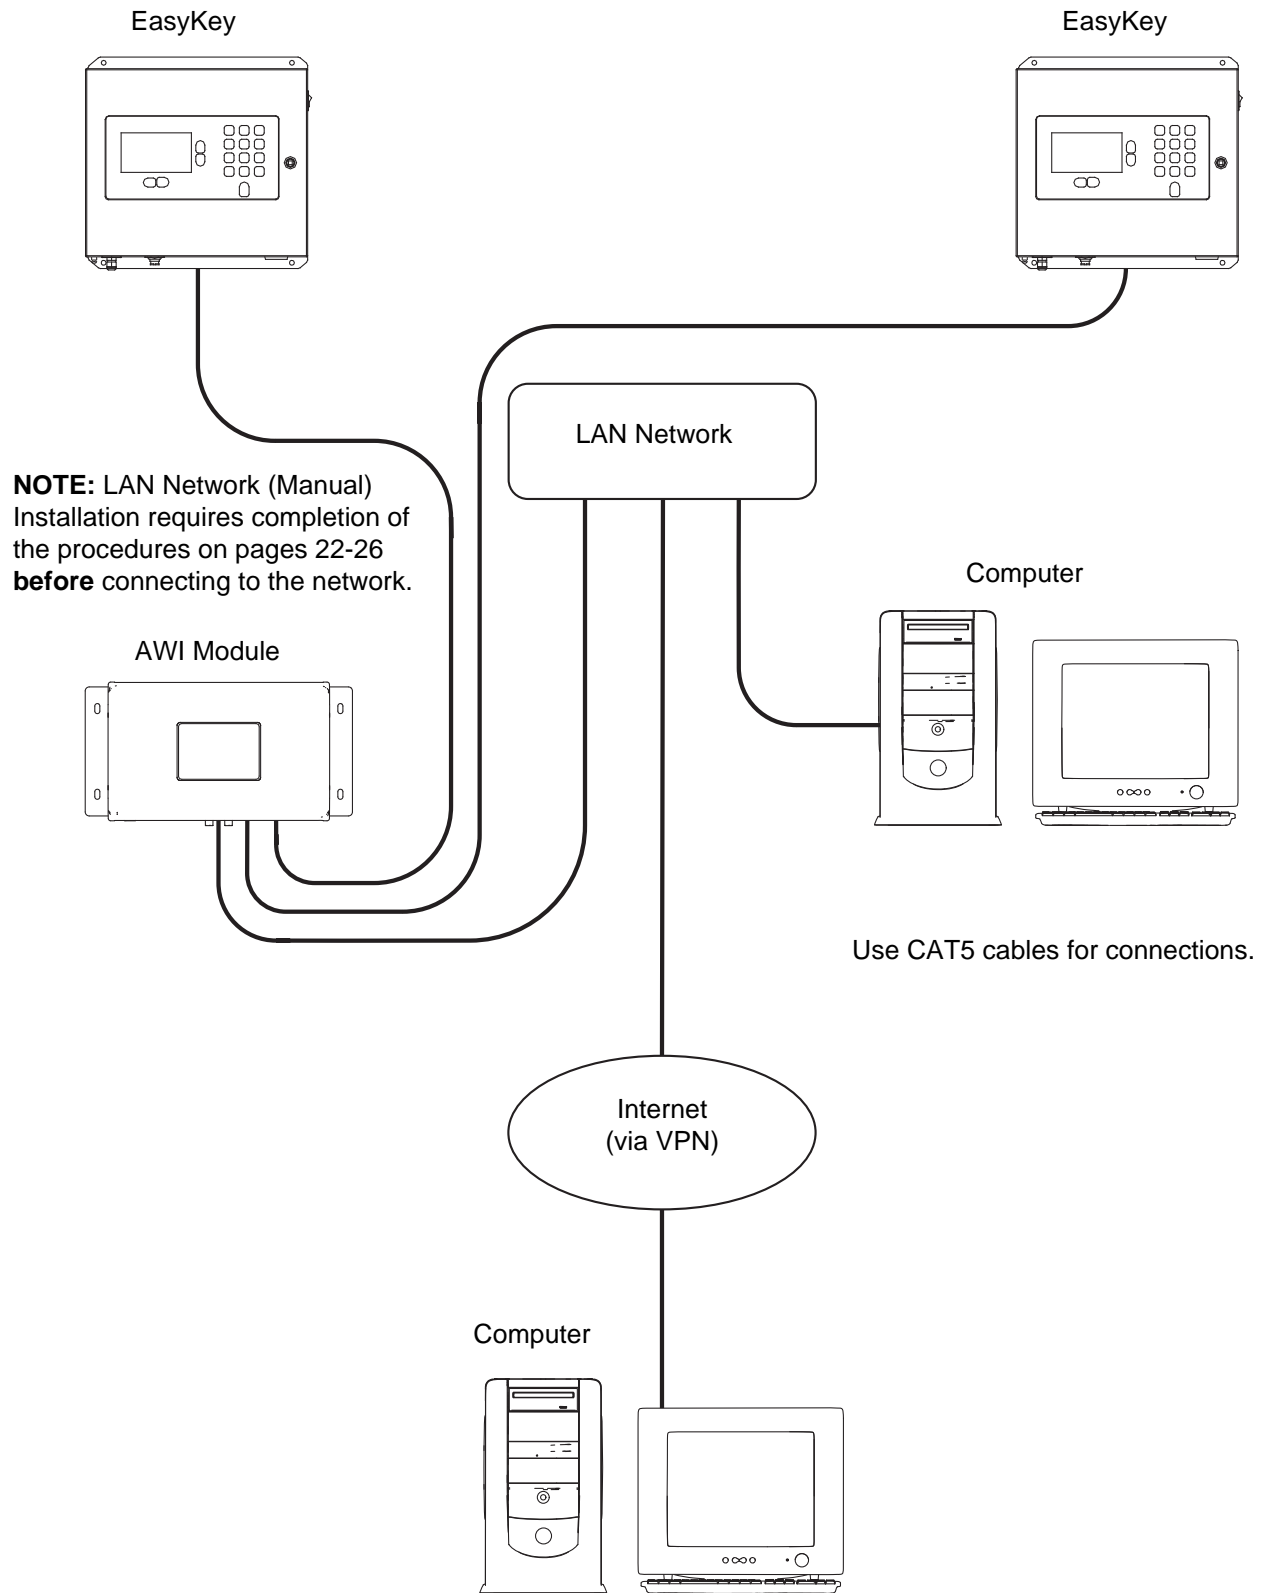 EasyKey
EasyKey
LAN Network
NOTE: LAN Network (Manual)
Installation requires completion of
the procedures on pages 22-26
before connecting to the network.
Computer
AWI Module
Use CAT5 cables for connections.
Internet
(via VPN)
Computer